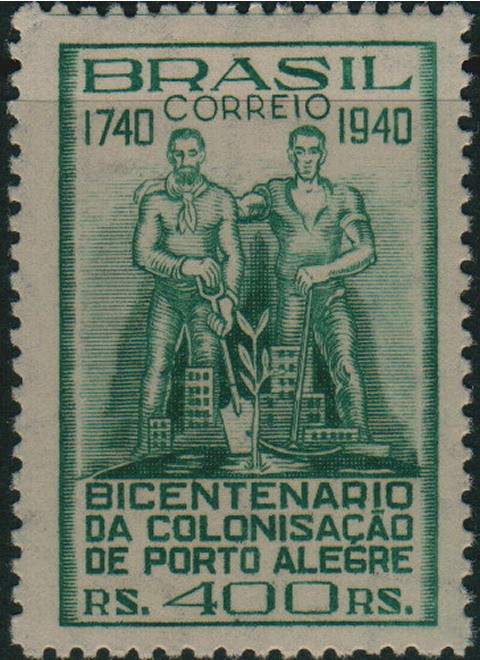 BRASIL
CORREIO
1740 1940
BICENTENARIO
DA COLONISAÇÃO
DE PORTO ALEGRE
RS. 400 RS.